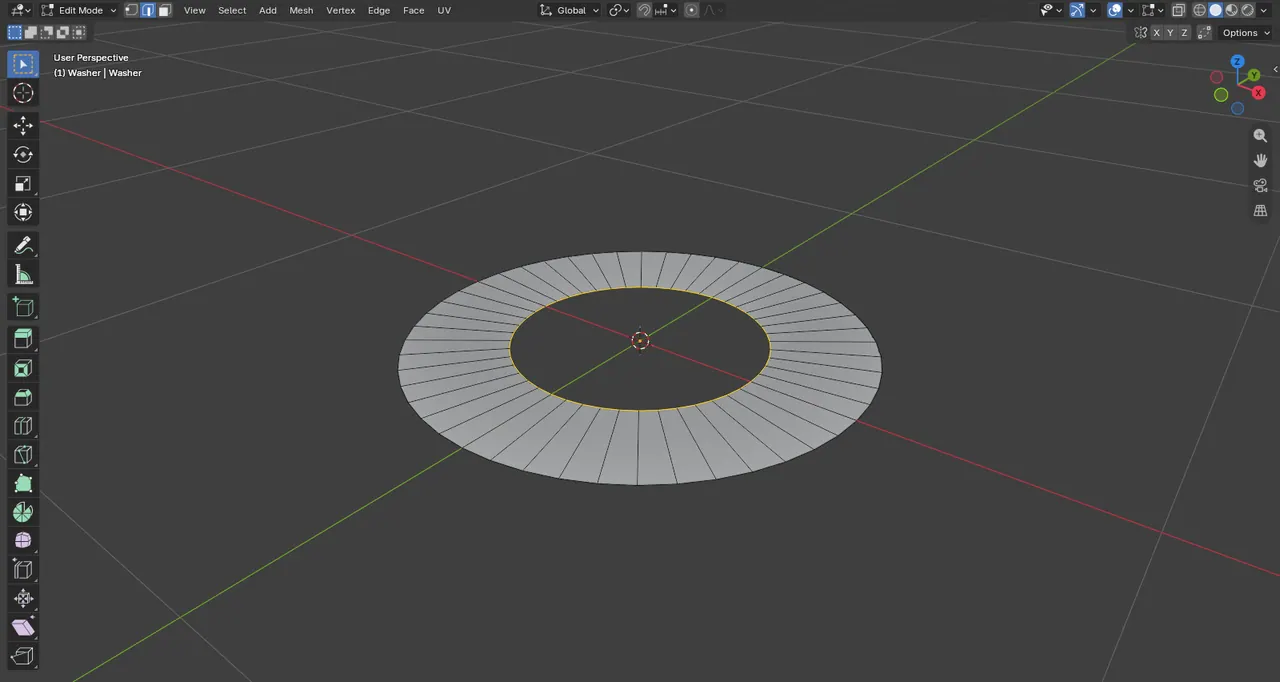 Edit Mode View Select Add Mesh Vertex Edge Face UV Global
X Y Z Options
User Perspective
(1) Washer | Washer
Z
Y
X